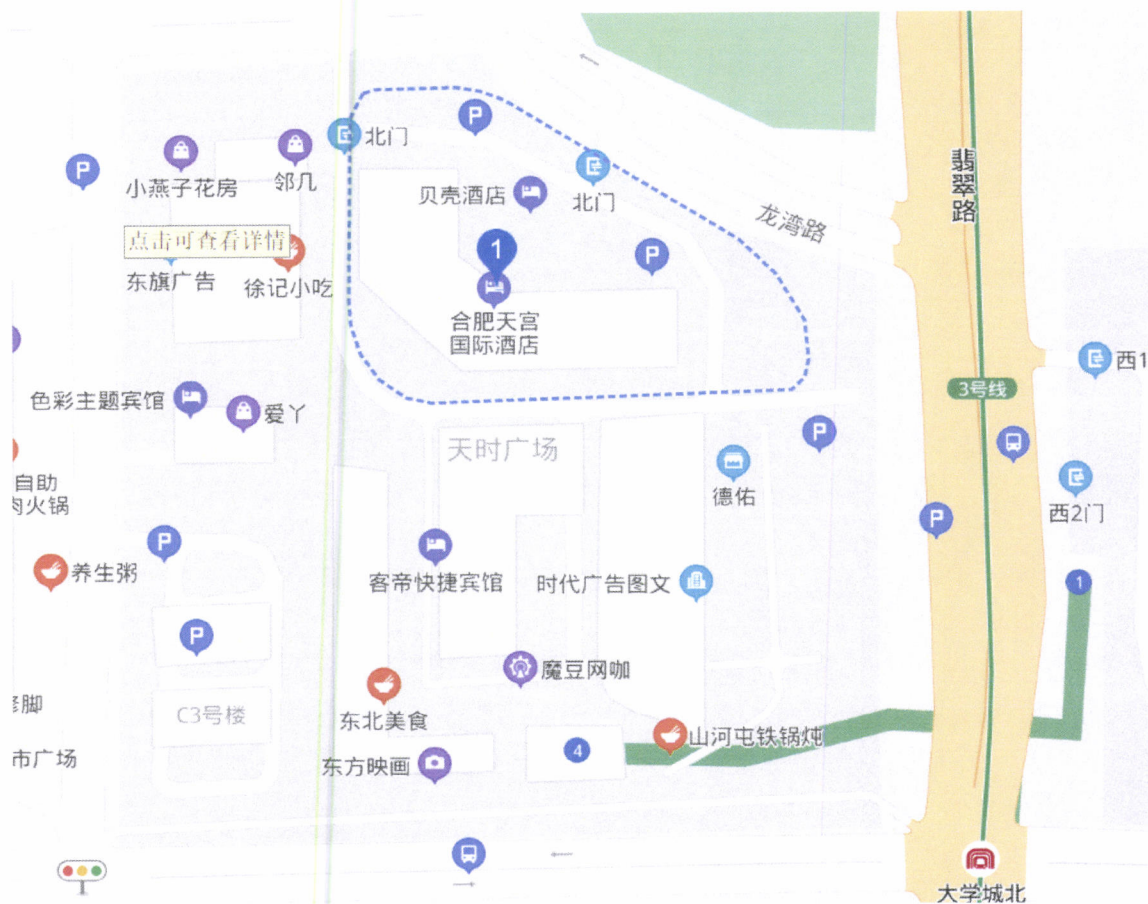 P
北门
P
小燕子花房
邻几
贝壳酒店
北门
翡翠路
龙湾路
点击可查看详情
1
P
东旗广告
徐记小吃
合肥天宫
国际酒店
西1
3号线
色彩主题宾馆
爱丫
天时广场
P
德佑
自助
肉火锅
西2门
P
P
养生粥
客帝快捷宾馆
时代广告图文
1
P
魔豆网咖
修脚
C3号楼
东北美食
山河屯铁锅炖
4
市广场
东方映画
大学城北